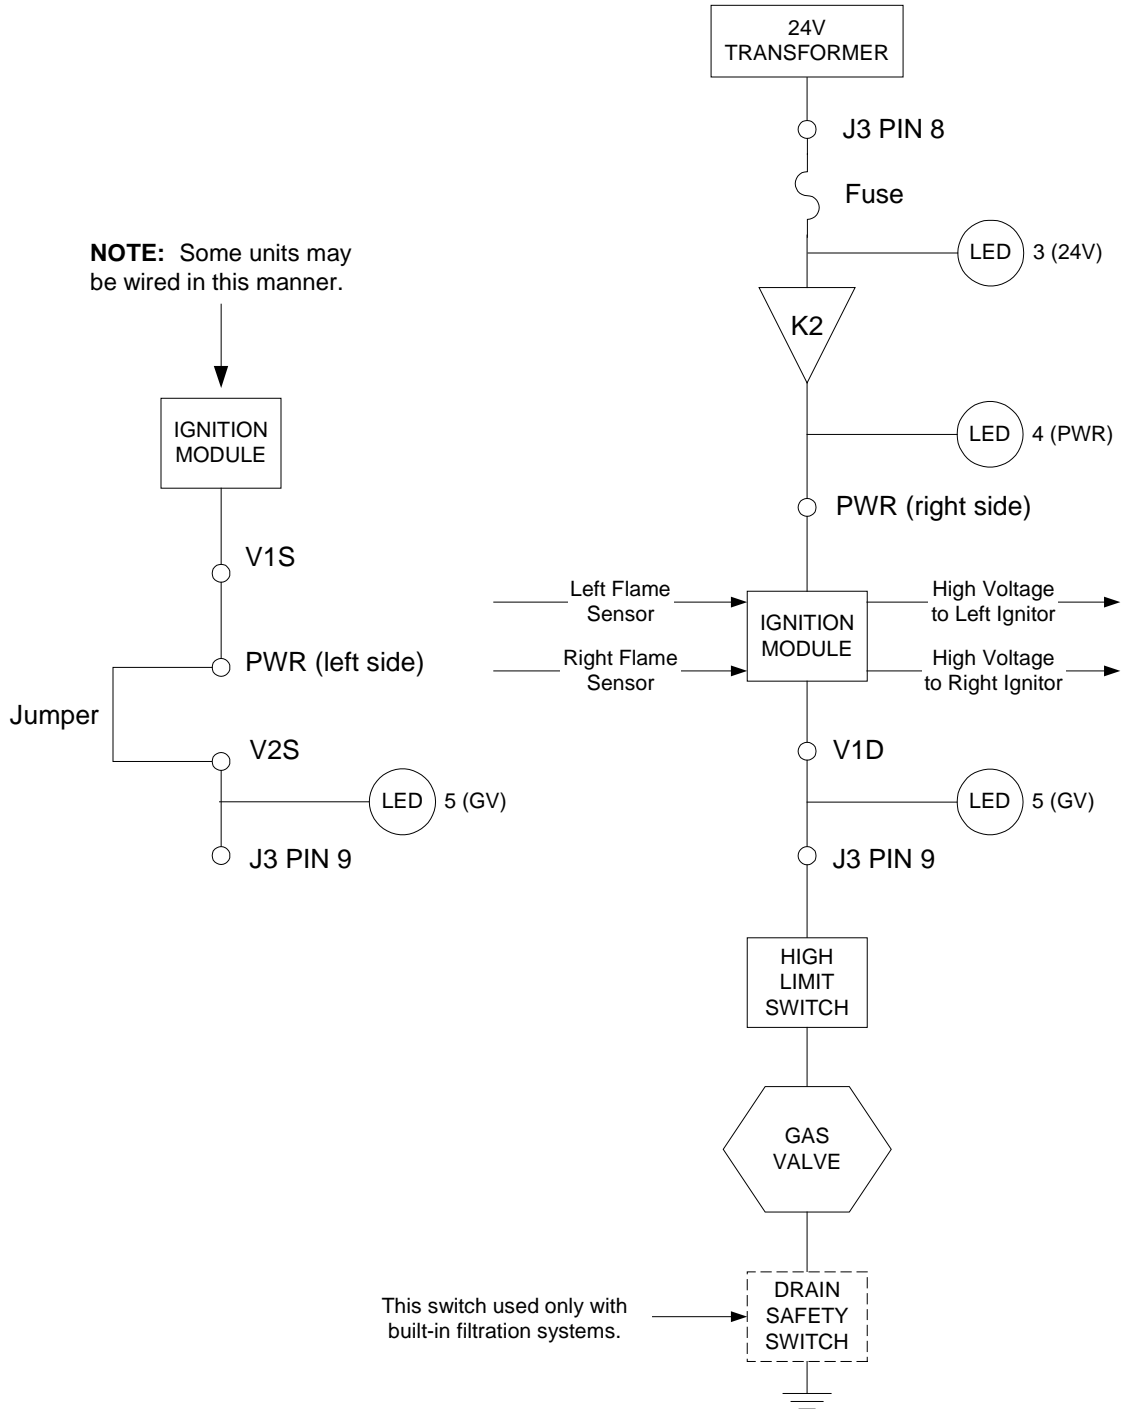 24V
TRANSFORMER
J3 PIN 8
Fuse
LED 3 (24V)
K2
LED 4 (PWR)
PWR (right side)
NOTE: Some units may
be wired in this manner.
IGNITION
MODULE
V1S
PWR (left side)
Jumper
V2S
LED 5 (GV)
J3 PIN 9
Left Flame
Sensor
Right Flame
Sensor
IGNITION
MODULE
High Voltage
to Left Ignitor
High Voltage
to Right Ignitor
V1D
LED 5 (GV)
J3 PIN 9
HIGH
LIMIT
SWITCH
GAS
VALVE
This switch used only with
built-in filtration systems.
DRAIN
SAFETY
SWITCH